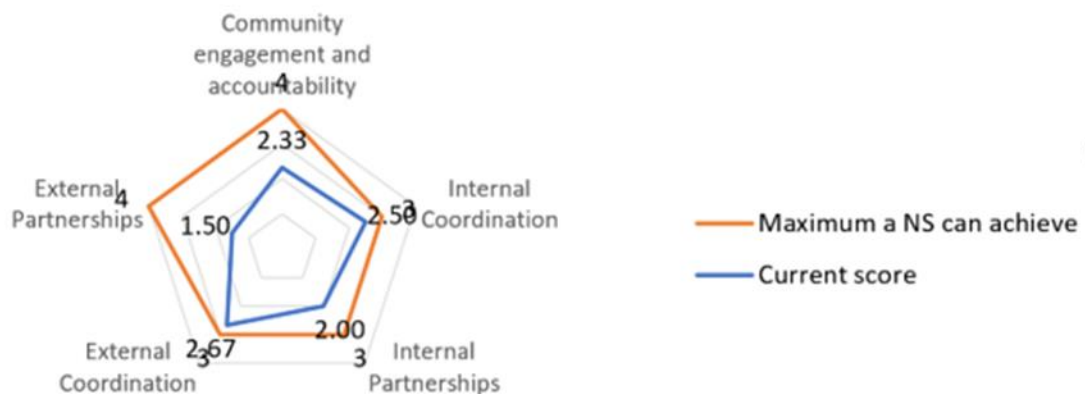 Community
engagement and
accountability
4
2.33
External
Partnerships
4
1.50
Internal
Coordination
3
2.50
Maximum a NS can achieve
Current score
2.00
3
Internal
Partnerships
2.67
3
External
Coordination